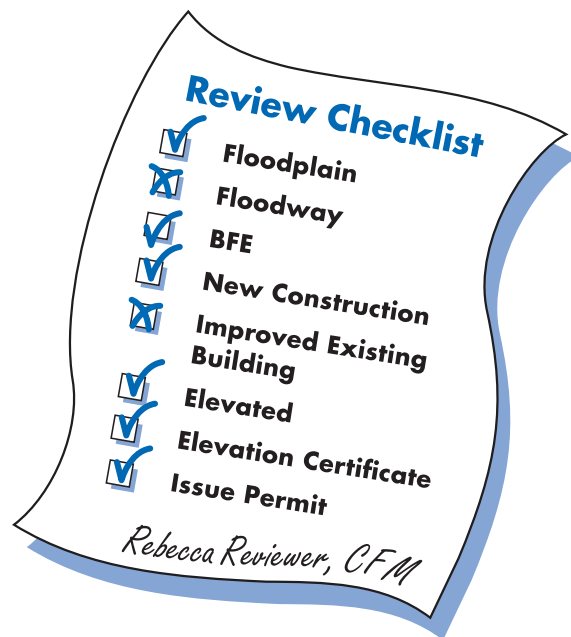 Review Checklist
Floodplain
Floodway
BFE
New Construction
Improved Existing
Building
Elevated
Elevation Certificate
Issue Permit
Rebecca Reviewer, CFM